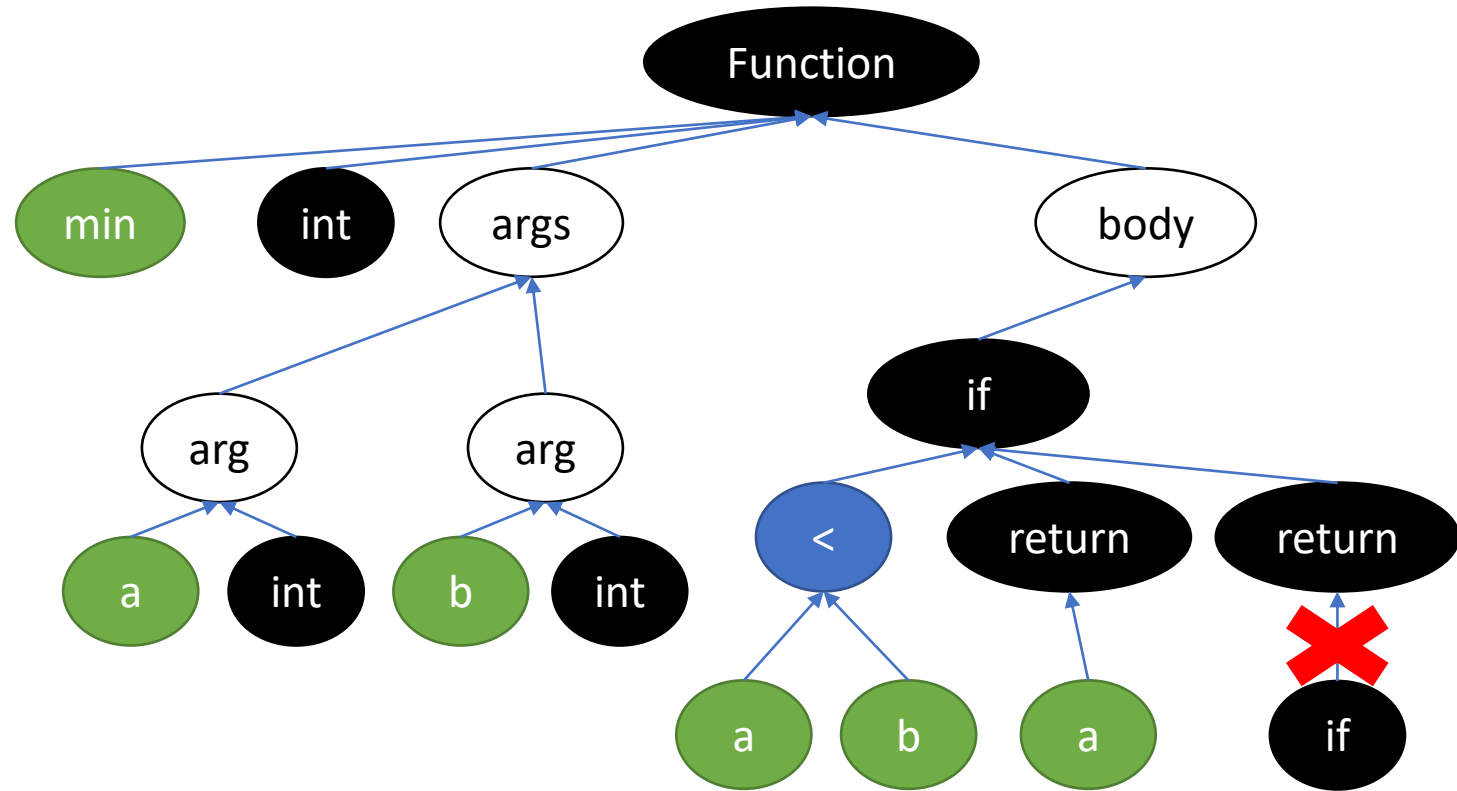 Function
min
int
args
body
if
arg
arg
<
return
return
a
int
b
int
a
b
a
if